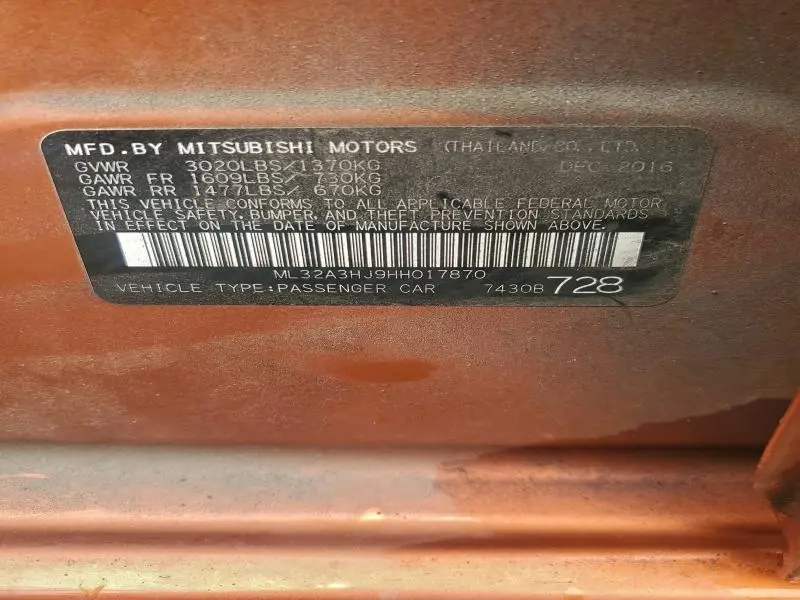 MFD.BY MITSUBISHI MOTORS (THAILAND) CO., LTD.
GVWR 3020LBS/1370KG DEC 2016
GAWR FR 1609LBS/ 730KG
GAWR RR 1477LBS/ 670KG
THIS VEHICLE CONFORMS TO ALL APPLICABLE FEDERAL MOTOR
VEHICLE SAFETY, BUMPER, AND THEFT PREVENTION STANDARDS
IN EFFECT ON THE DATE OF MANUFACTURE SHOWN ABOVE.
ML32A3HJ9HH017870
VEHICLE TYPE:PASSENGER CAR 7430B 728